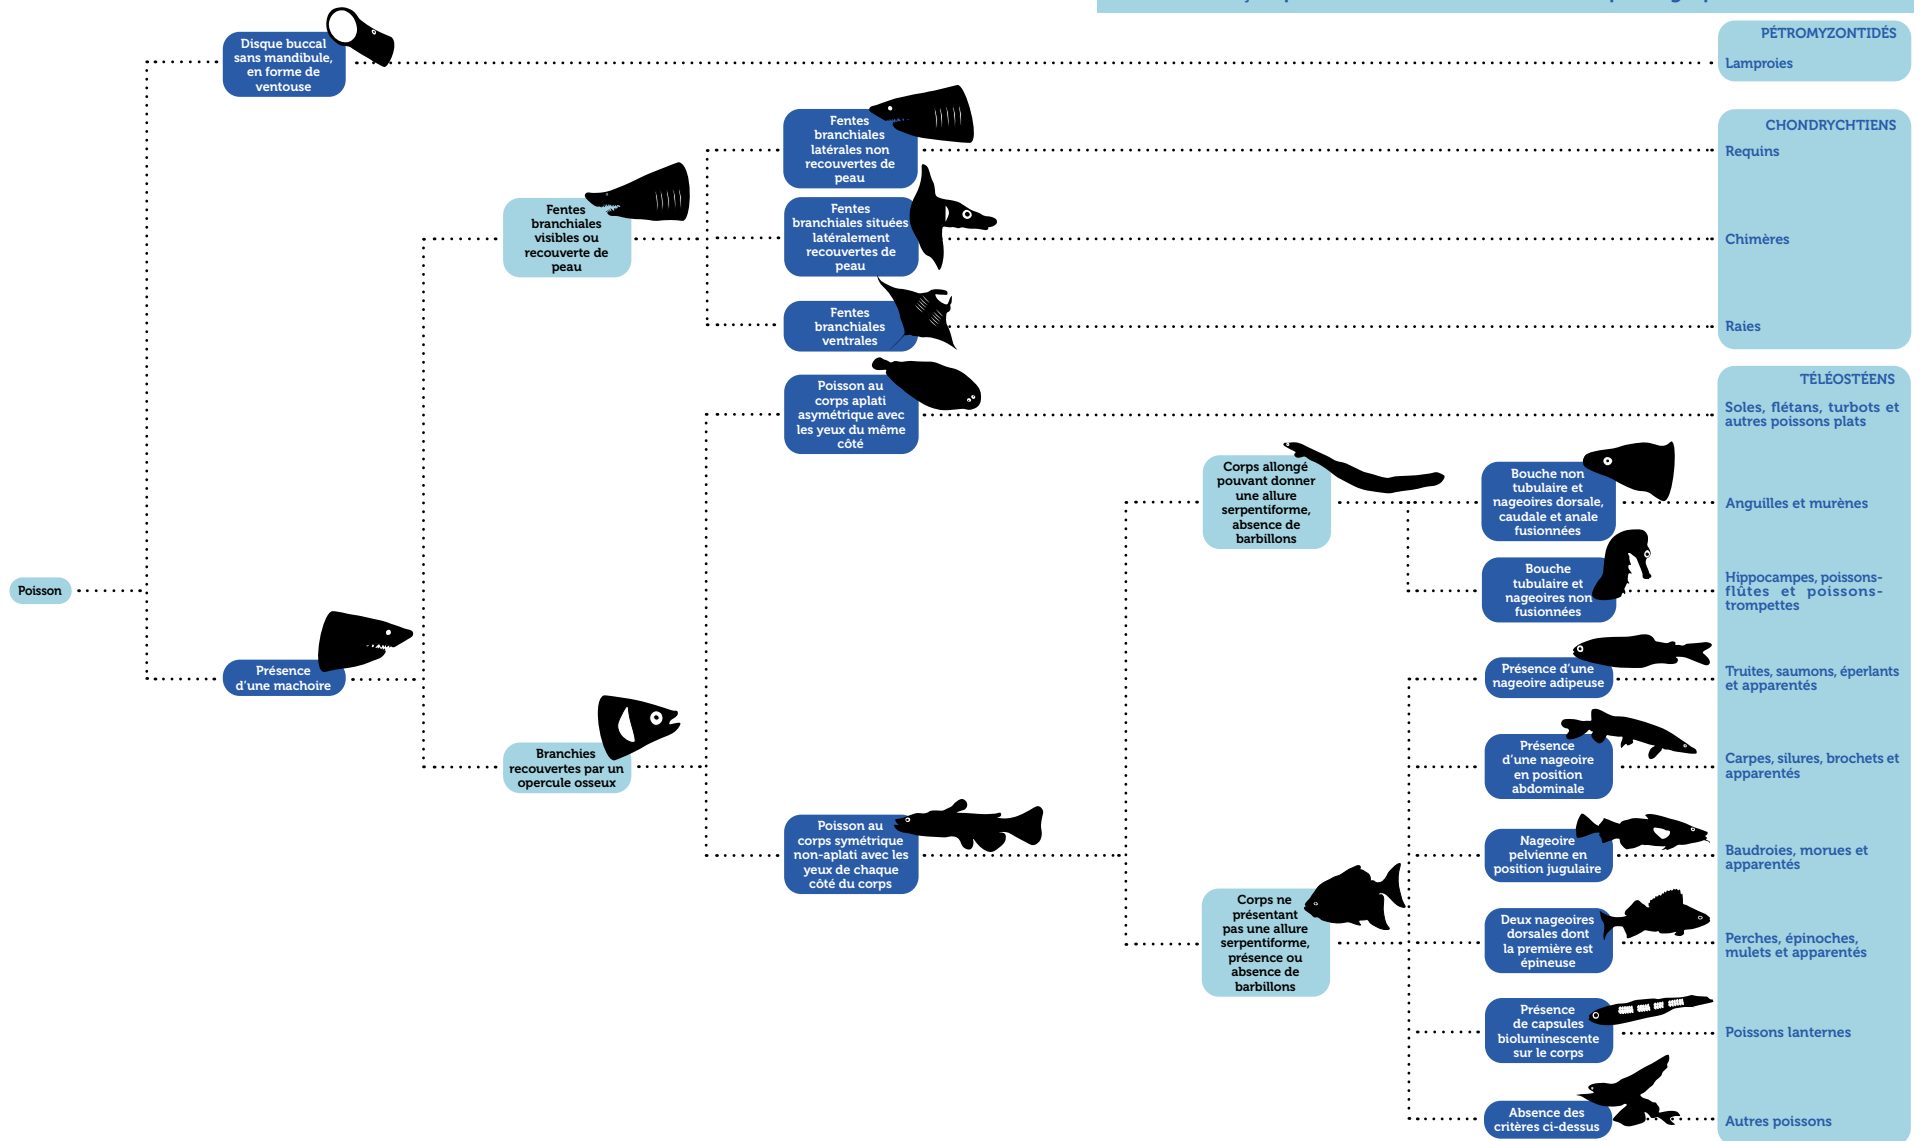 Disque buccal
sans mandibule,
en forme de
ventouse
PÉTROMYZONTIDÉS
Lamproies
Fentes
branchiales
latérales non
recouvertes de
peau
CHONDRYCHTIENS
Requins
Fentes
branchiales
visibles ou
recouverte de
peau
Fentes
branchiales situées
latéralement
recouvertes de
peau
Chimères
Fentes
branchiales
ventrales
Raies
Poisson au
corps aplati
asymétrique avec
les yeux du même
côté
TÉLÉOSTÉENS
Soles, flétans, turbots et
autres poissons plats
Corps allongé
pouvant donner
une allure
serpentiforme,
absence de
barbillons
Bouche non
tubulaire et
nageoires dorsale,
caudale et anale
fusionnées
Anguilles et murènes
Poisson
Bouche
tubulaire et
nageoires non
fusionnées
Hippocampes, poissons-
flûtes et poissons-
trompettes
Présence
d'une machoire
Présence d'une
nageoire adipeuse
Truites, saumons, éperlants
et apparentés
Branchies
recouvertes par un
opercule osseux
Présence
d'une nageoire
en position
abdominale
Carpes, silures, brochets et
apparentés
Poisson au
corps symétrique
non-aplati avec les
yeux de chaque
côté du corps
Nageoire
pelvienne en
position jugulaire
Baudroies, morues et
apparentés
Corps ne
présentant
pas une allure
serpentiforme,
présence ou
absence de
barbillons
Deux nageoires
dorsales dont
la première est
épineuse
Perches, épinoches,
mulets et apparentés
Présence
de capsules
bioluminescente
sur le corps
Poissons lanternes
Absence des
critères ci-dessus
Autres poissons